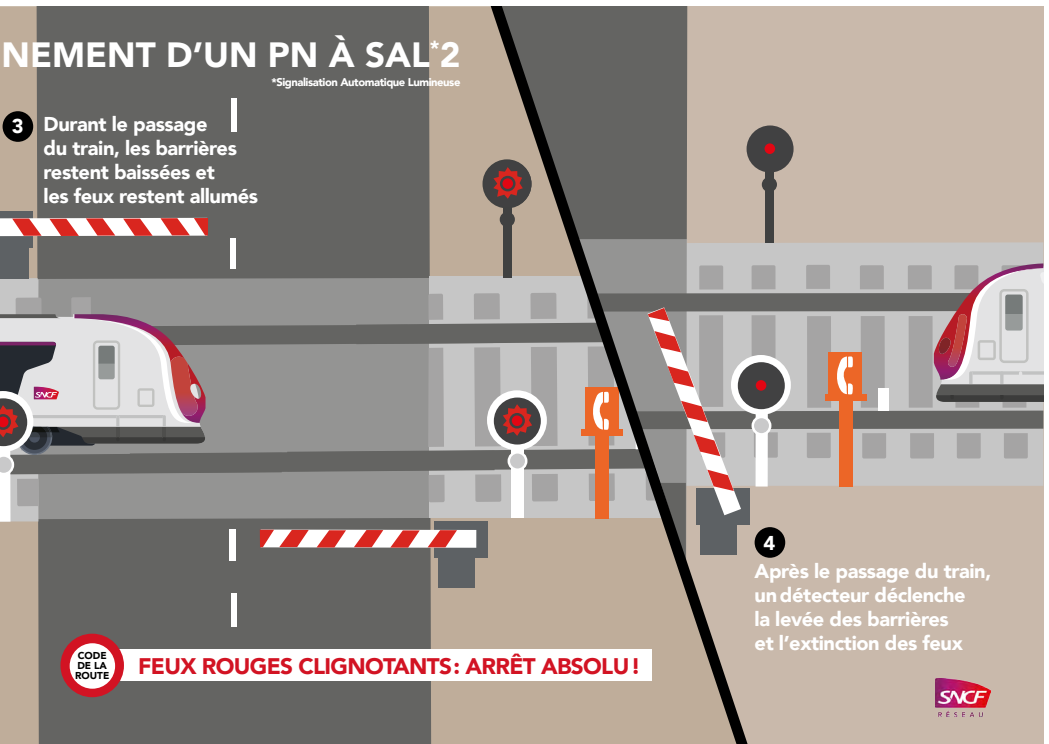 NEMENT D'UN PN À SAL*2
*Signalisation Automatique Lumineuse
3 Durant le passage
du train, les barrières
restent baissées et
les feux restent allumés
SNCF
4
Après le passage du train,
un détecteur déclenche
la levée des barrières
et l'extinction des feux
CODE
DE LA
ROUTE
FEUX ROUGES CLIGNOTANTS : ARRÊT ABSOLU !
SNCF
RÉSEAU